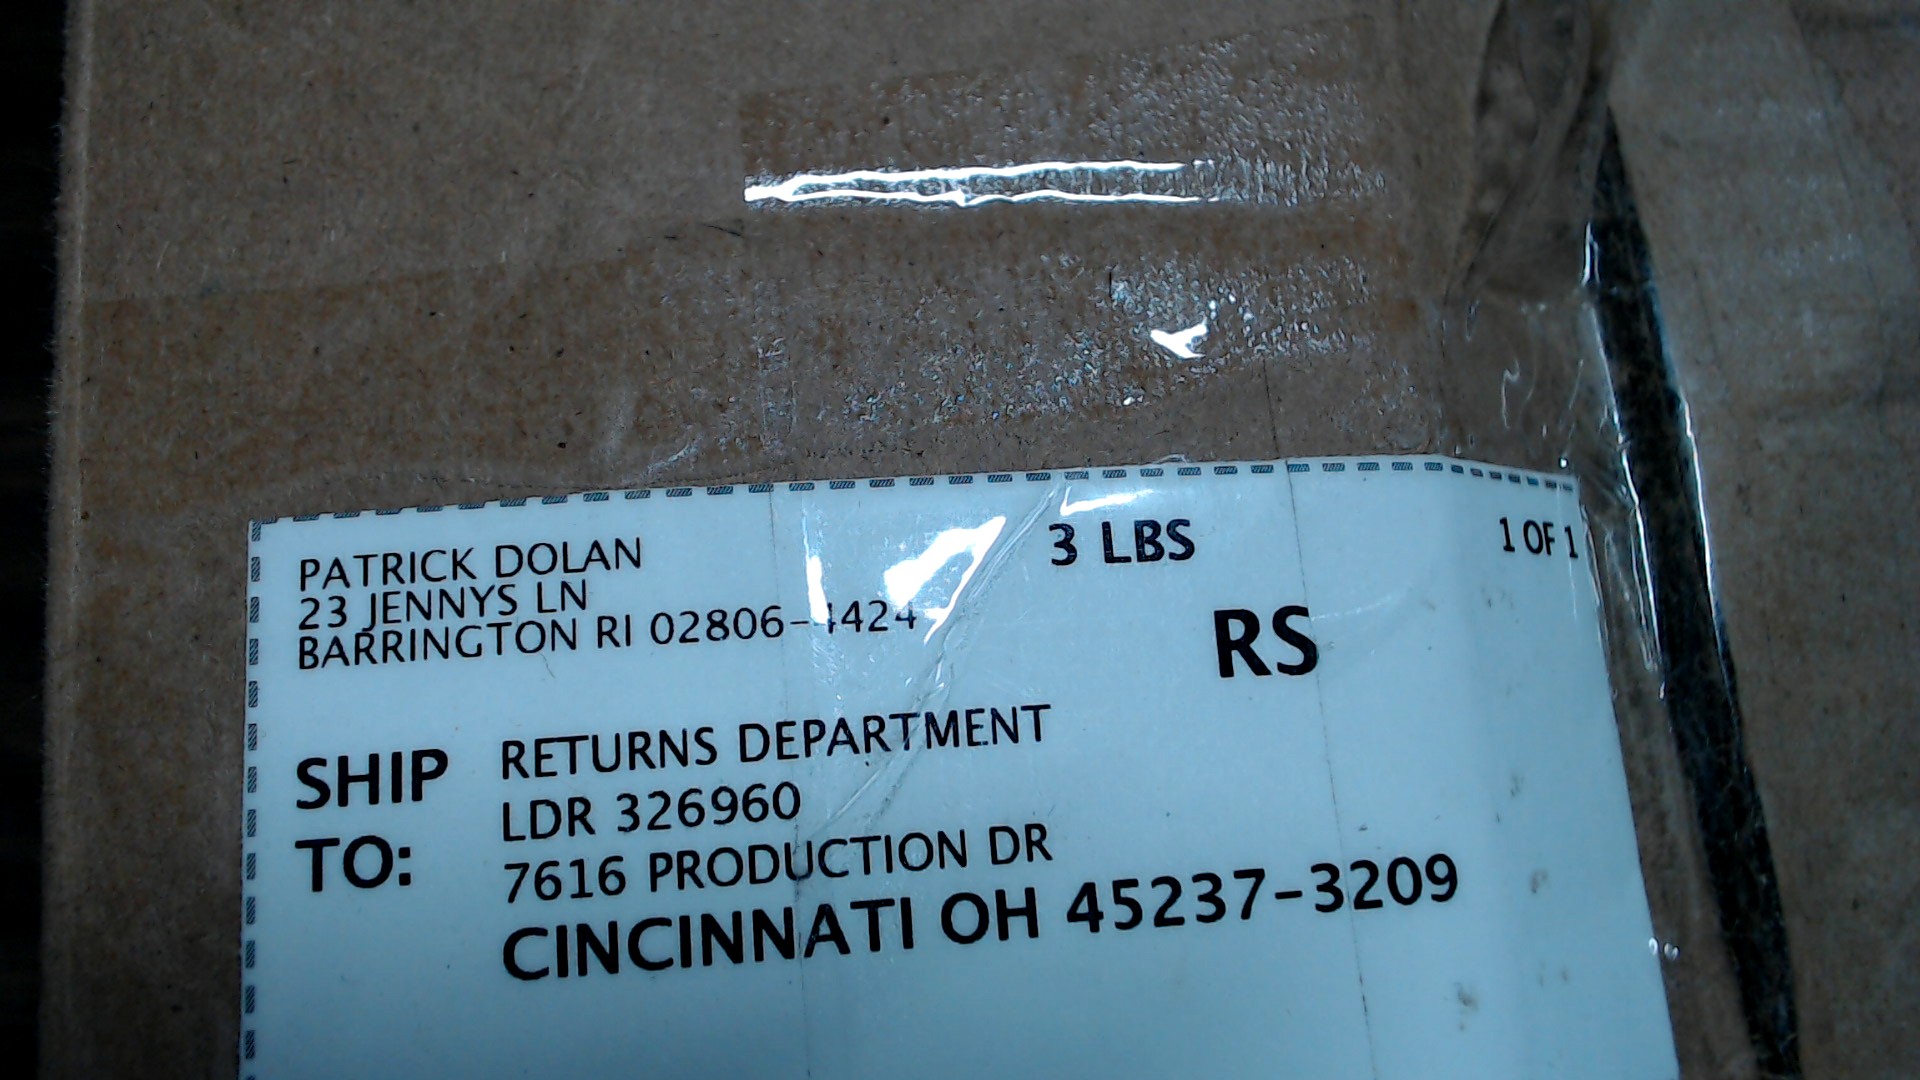 PATRICK DOLAN
23 JENNYS LN
BARRINGTON RI
3 LBS
1 OF 1
RS
SHIP TO:
RETURNS DEPARTMENT
LDR 326960
7616 PRODUCTION DR
CINCINNATI OH 45237-3209